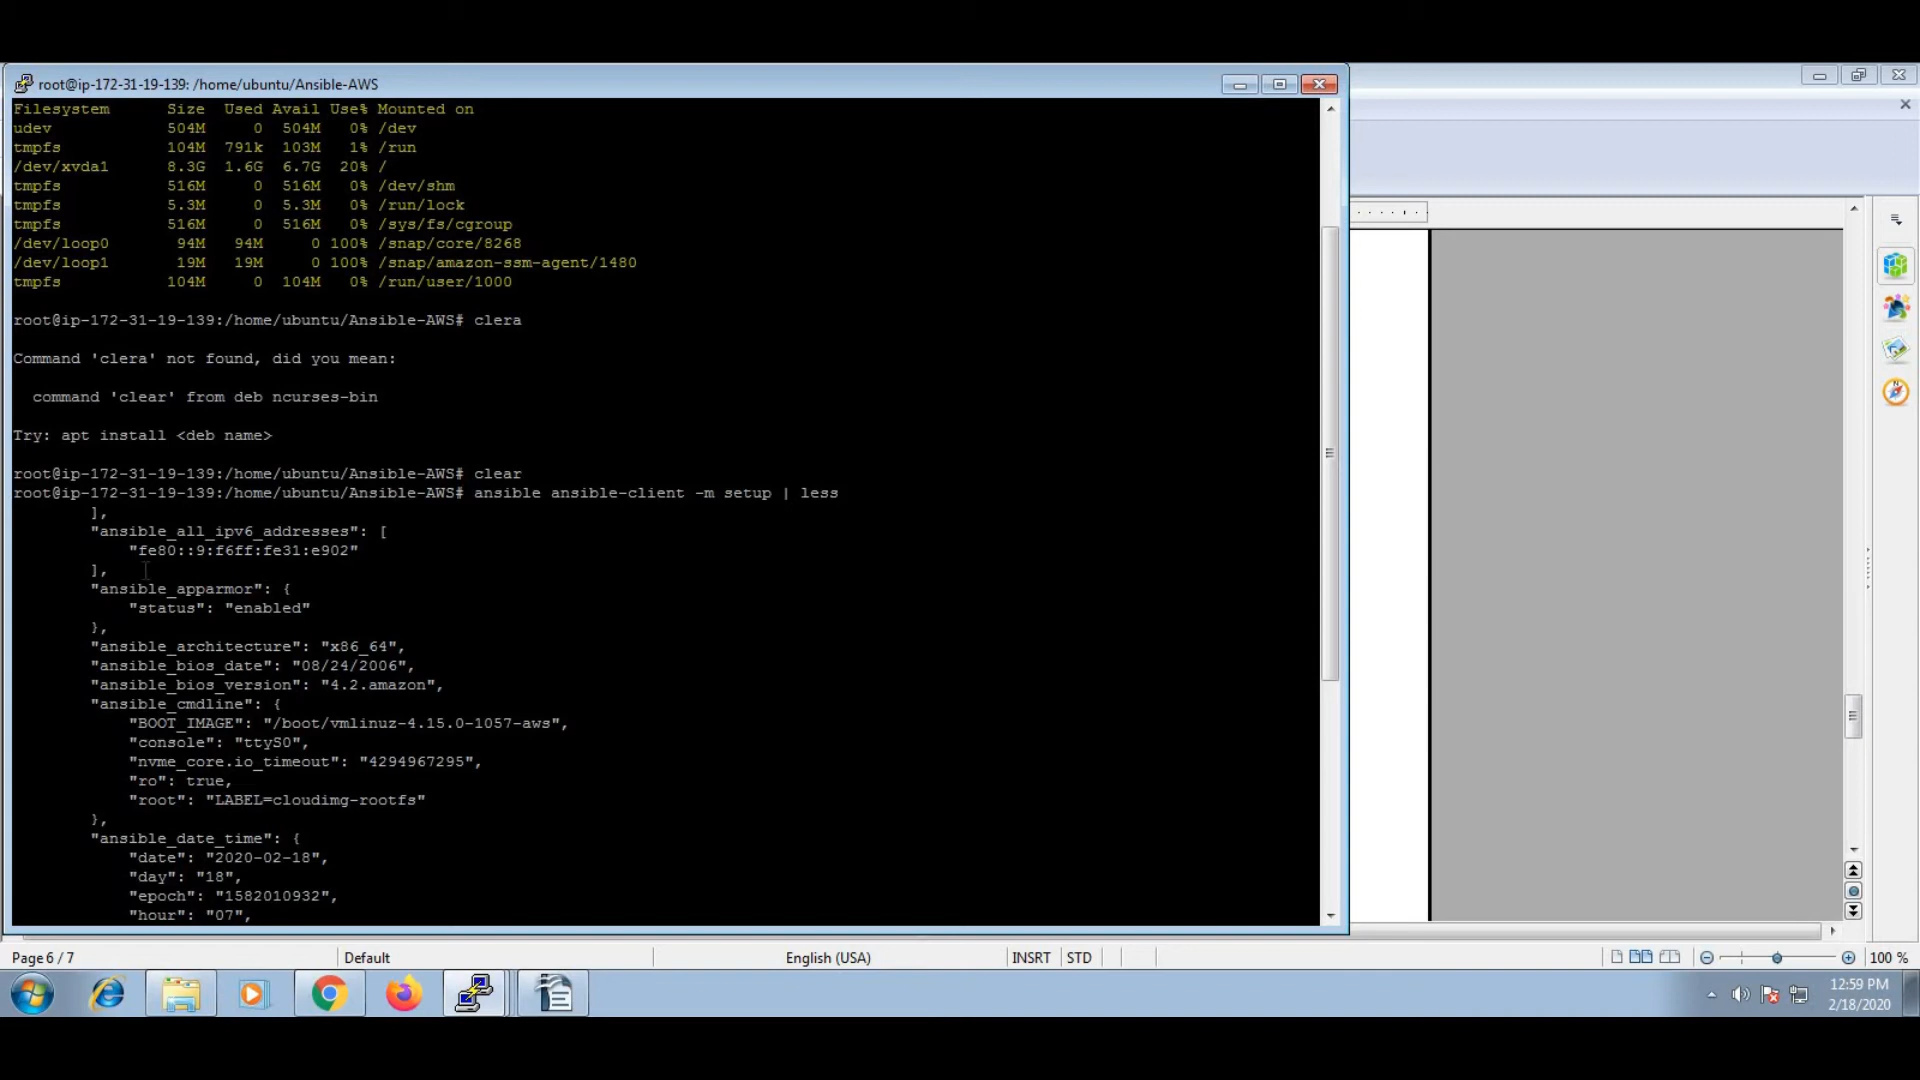 root@ip-172-31-19-139: /home/ubuntu/Ansible-AWS
Filesystem      Size  Used Avail Use% Mounted on
udev            504M     0  504M   0% /dev
tmpfs           104M  791k  103M   1% /run
/dev/xvda1      8.3G  1.6G  6.7G  20% /
tmpfs           516M     0  516M   0% /dev/shm
tmpfs           5.3M     0  5.3M   0% /run/lock
tmpfs           516M     0  516M   0% /sys/fs/cgroup
/dev/loop0       94M   94M     0 100% /snap/core/8268
/dev/loop1       19M   19M     0 100% /snap/amazon-ssm-agent/1480
tmpfs           104M     0  104M   0% /run/user/1000
root@ip-172-31-19-139:/home/ubuntu/Ansible-AWS# clera
Command 'clera' not found, did you mean:
  command 'clear' from deb ncurses-bin
Try: apt install <deb name>
root@ip-172-31-19-139:/home/ubuntu/Ansible-AWS# clear
root@ip-172-31-19-139:/home/ubuntu/Ansible-AWS# ansible ansible-client -m setup | less
        ],
        "ansible_all_ipv6_addresses": [
            "fe80::9:f6ff:fe31:e902"
        ],
        "ansible_apparmor": {
            "status": "enabled"
        },
        "ansible_architecture": "x86_64",
        "ansible_bios_date": "08/24/2006",
        "ansible_bios_version": "4.2.amazon",
        "ansible_cmdline": {
            "BOOT_IMAGE": "/boot/vmlinuz-4.15.0-1057-aws",
            "console": "ttyS0",
            "nvme_core.io_timeout": "4294967295",
            "ro": true,
            "root": "LABEL=cloudimg-rootfs"
        },
        "ansible_date_time": {
            "date": "2020-02-18",
            "day": "18",
            "epoch": "1582010932",
            "hour": "07",
Page 6 / 7 Default English (USA) INSRT STD 100 %
12:59 PM
2/18/2020